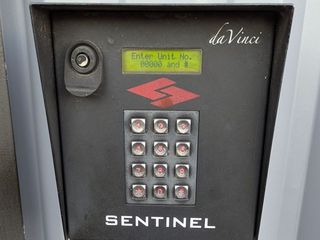 daVinci
Enter Unit No.
00000 and #
SENTINEL